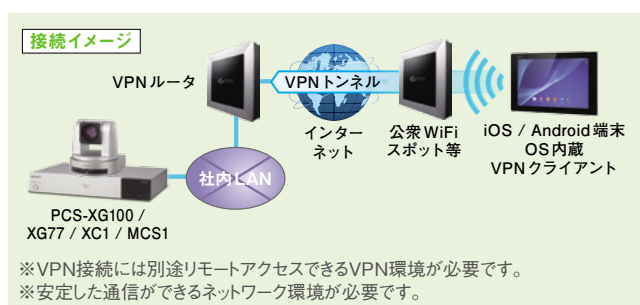 接続イメージ
VPNルータ
VPNトンネル
インター
ネット
公衆WiFi
スポット等
iOS / Android端末
OS内蔵
VPNクライアント
社内LAN
PCS-XG100 /
XG77 / XC1 / MCS1
※VPN接続には別途リモートアクセスできるVPN環境が必要です。
※安定した通信ができるネットワーク環境が必要です。